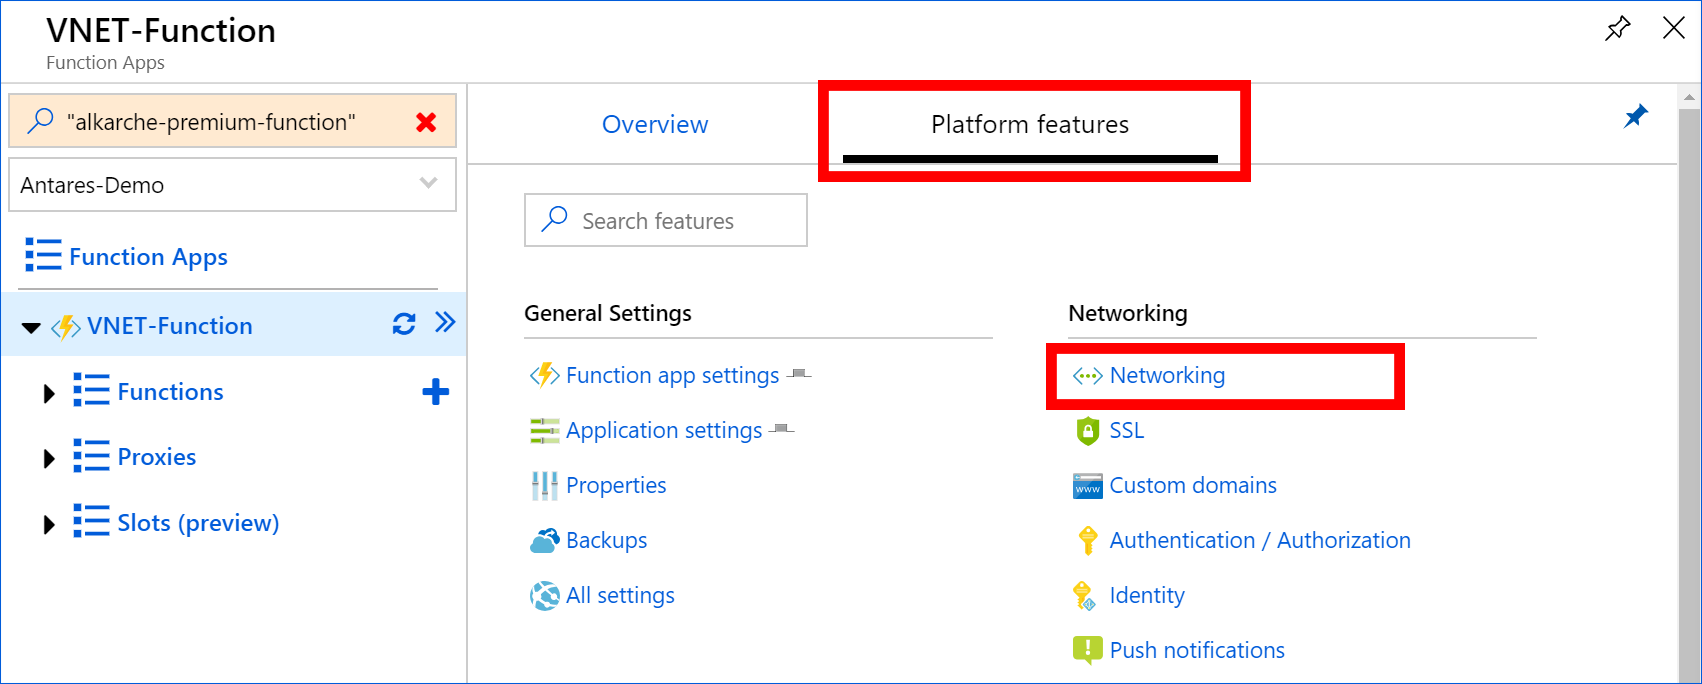 VNET-Function
Function Apps
"alkarche-premium-function"
Antares-Demo
Function Apps
VNET-Function
Functions
Proxies
Slots (preview)
Overview
Platform features
Search features
General Settings
Function app settings
Application settings
Properties
Backups
All settings
Networking
Networking
SSL
www
Custom domains
Authentication / Authorization
Identity
Push notifications